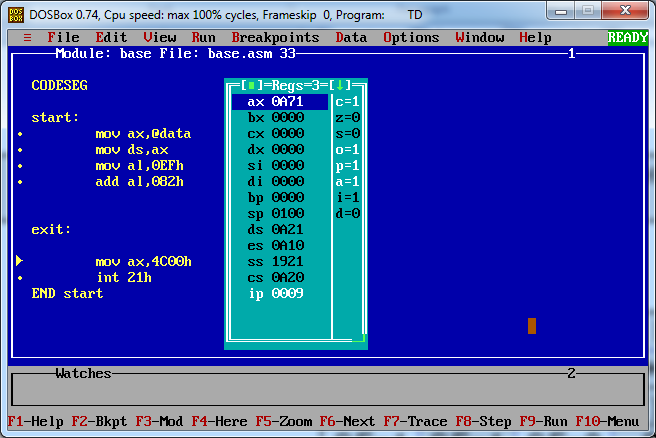 DOSBox 0.74, Cpu speed: max 100% cycles, Frameskip 0, Program: TD
≡ File Edit View Run Breakpoints Data Options Window Help READY
Module: base File: base.asm 33 1
CODESEG
[■]=Regs=3=[↓]
ax 0A71 c=1
start: bx 0000 z=0
cx 0000 s=0
mov ax,@data dx 0000 o=1
mov ds,ax si 0000 p=1
mov al,0EFh di 0000 a=1
add al,082h bp 0000 i=1
sp 0100 d=0
exit: ds 0A21
es 0A10
mov ax,4C00h ss 1921
int 21h cs 0A20
END start ip 0009
Watches 2
F1-Help F2-Bkpt F3-Mod F4-Here F5-Zoom F6-Next F7-Trace F8-Step F9-Run F10-Menu